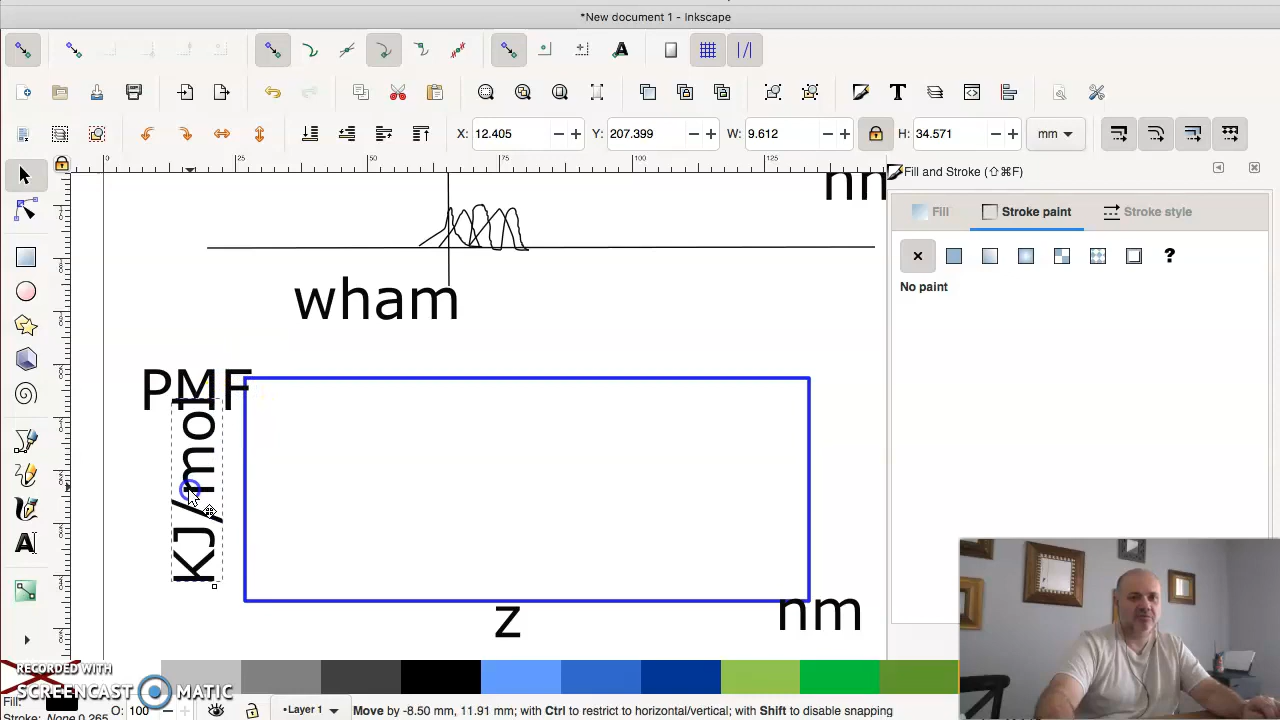 *New document 1 - Inkscape
X: 12.405 Y: 207.399 W: 9.612 H: 34.571 mm
0 25 50 75 100 125
Fill and Stroke (⇧⌘F)
Fill Stroke paint Stroke style
No paint
wham
PMF
KJ/mol
z
nm
RECORDED WITH
SCREENCAST MATIC
Fill:
Stroke: None 0.265
O: 100
•Layer 1
Move by -8.50 mm, 11.91 mm; with Ctrl to restrict to horizontal/vertical; with Shift to disable snapping